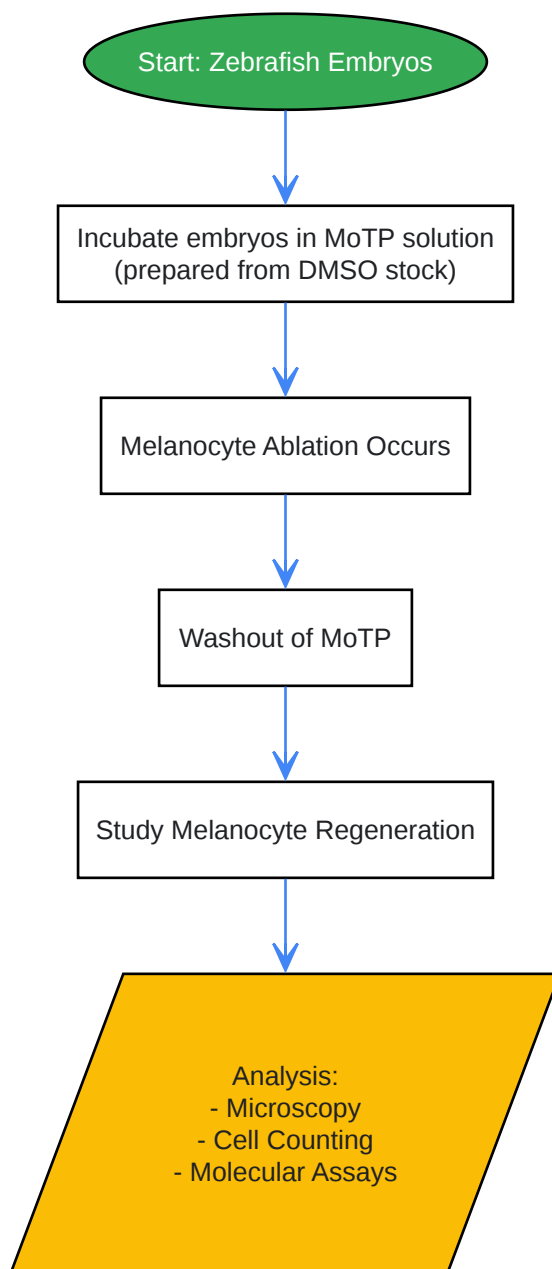 Start: Zebrafish Embryos
Incubate embryos in MoTP solution
(prepared from DMSO stock)
Melanocyte Ablation Occurs
Washout of MoTP
Study Melanocyte Regeneration
Analysis:
- Microscopy
- Cell Counting
- Molecular Assays